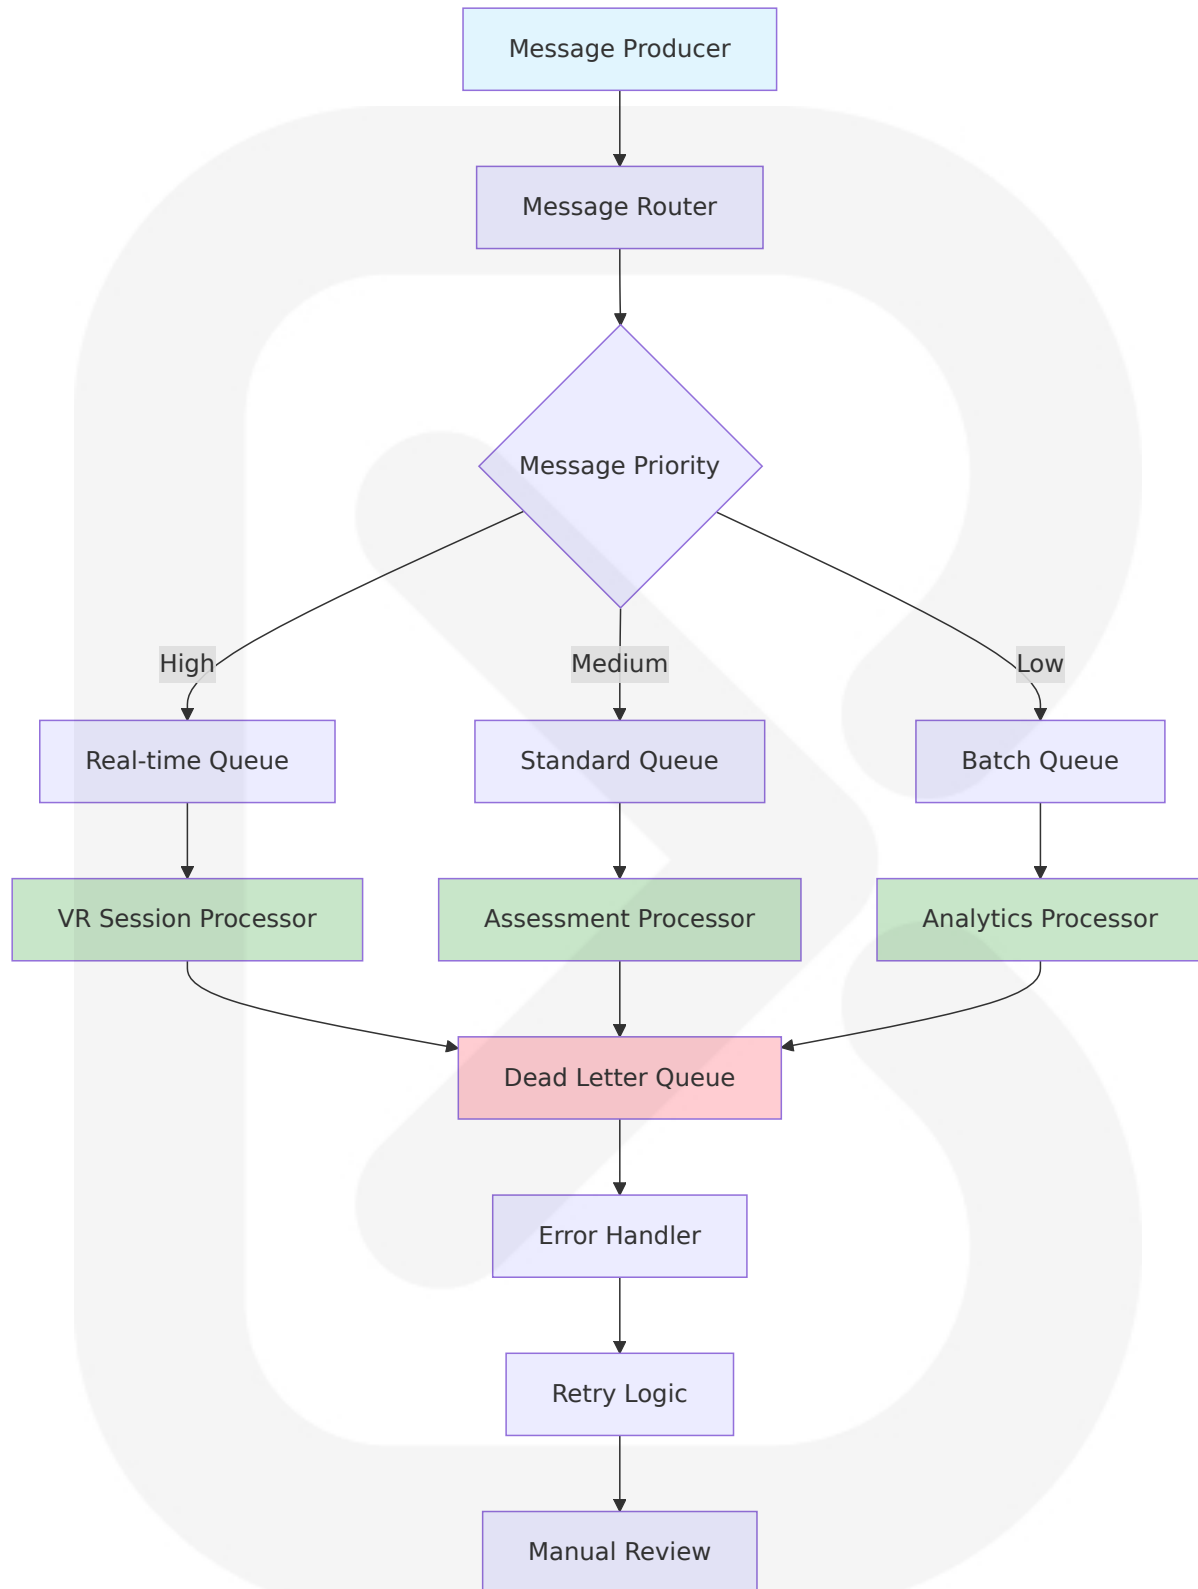 Message Producer
Message Router
Message Priority
High
Medium
Low
Real-time Queue
Standard Queue
Batch Queue
VR Session Processor
Assessment Processor
Analytics Processor
Dead Letter Queue
Error Handler
Retry Logic
Manual Review